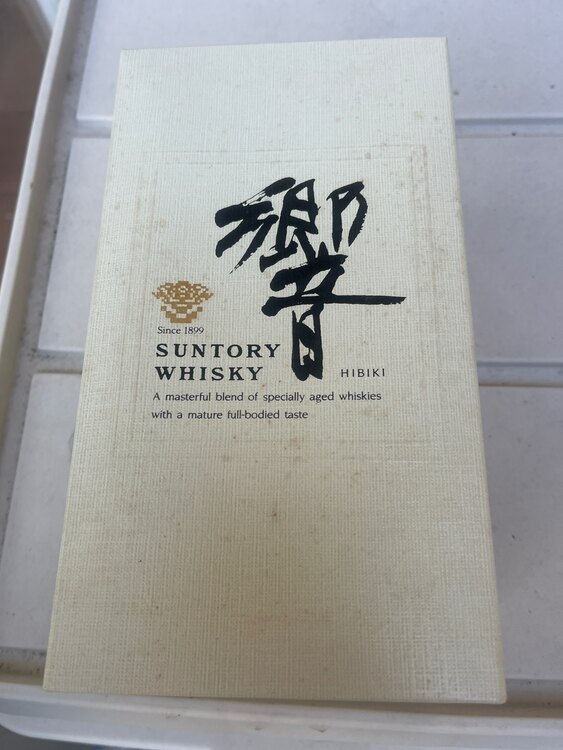 響
Since 1899
SUNTORY
WHISKY
HIBIKI
A masterful blend of specially aged whiskies
with a mature full-bodied taste